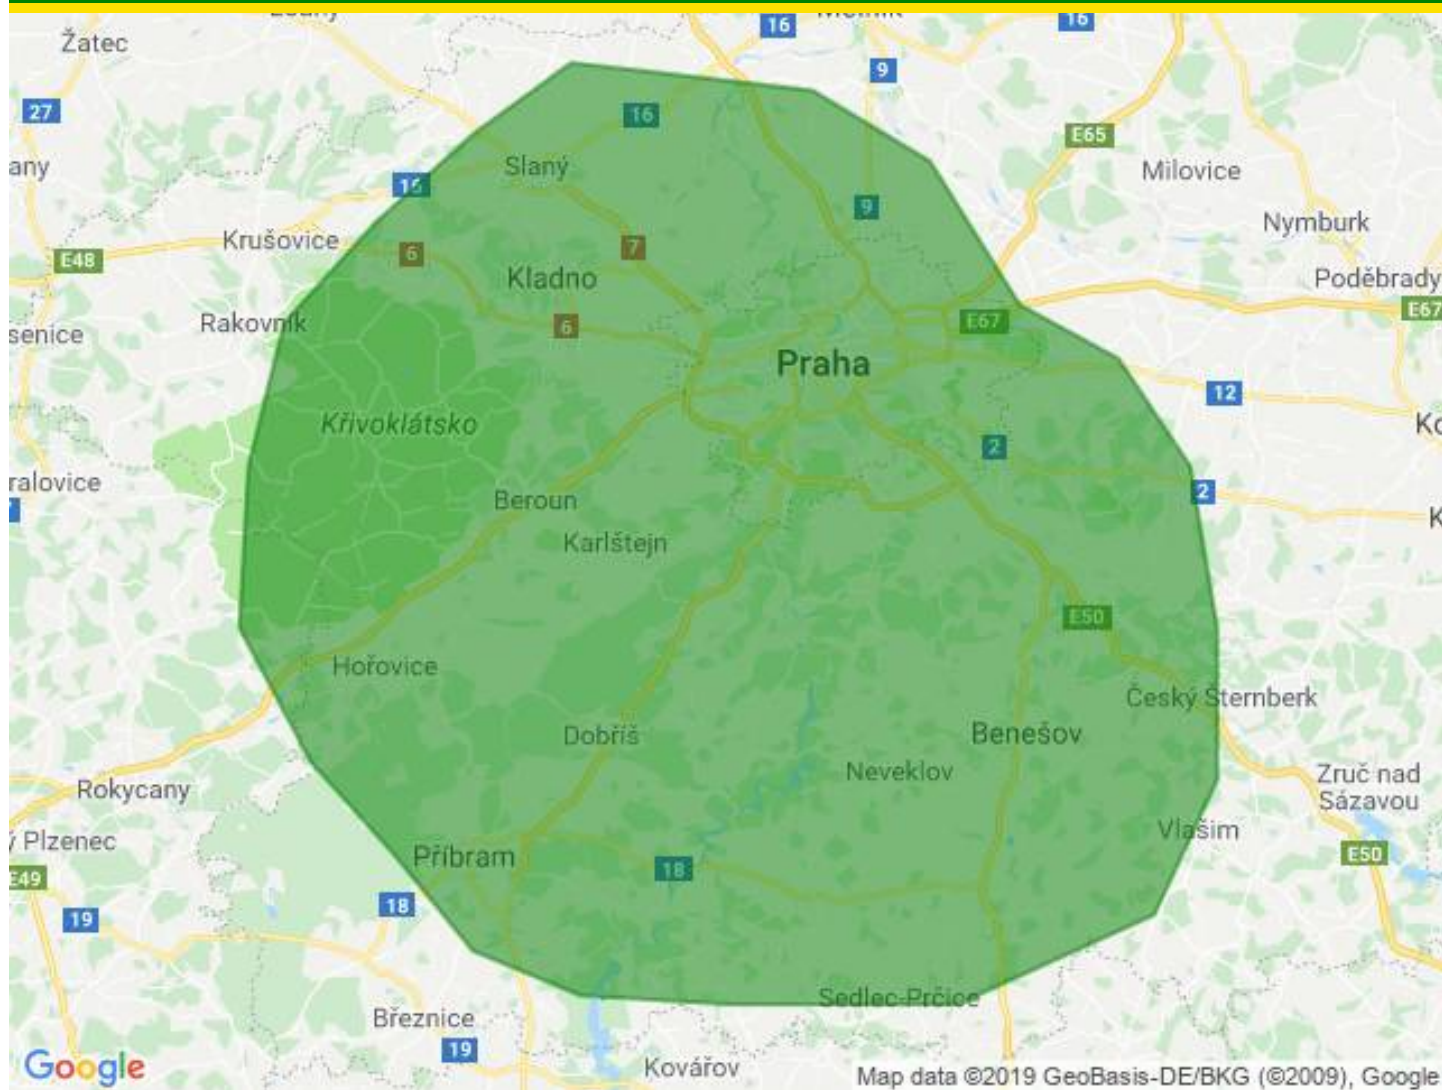 Žatec
16
16
9
27
16
E65
any
Slaný
Milovice
16
9
Nymburk
Krušovice
6
7
E48
Kladno
Poděbrady
E67
Rakovník
6
E67
senice
Praha
12
Křivoklátsko
2
ralovice
Beroun
2
Karlštejn
E50
Hořovice
Český Šternberk
Dobříš
Benešov
Neveklov
Zruč nad
Sázavou
Rokycany
Vlašim
ý Plzenec
Příbram
E50
18
E49
18
19
Sedlec-Prčice
Březnice
19
Kovářov
Google
Map data ©2019 GeoBasis-DE/BKG (©2009), Google